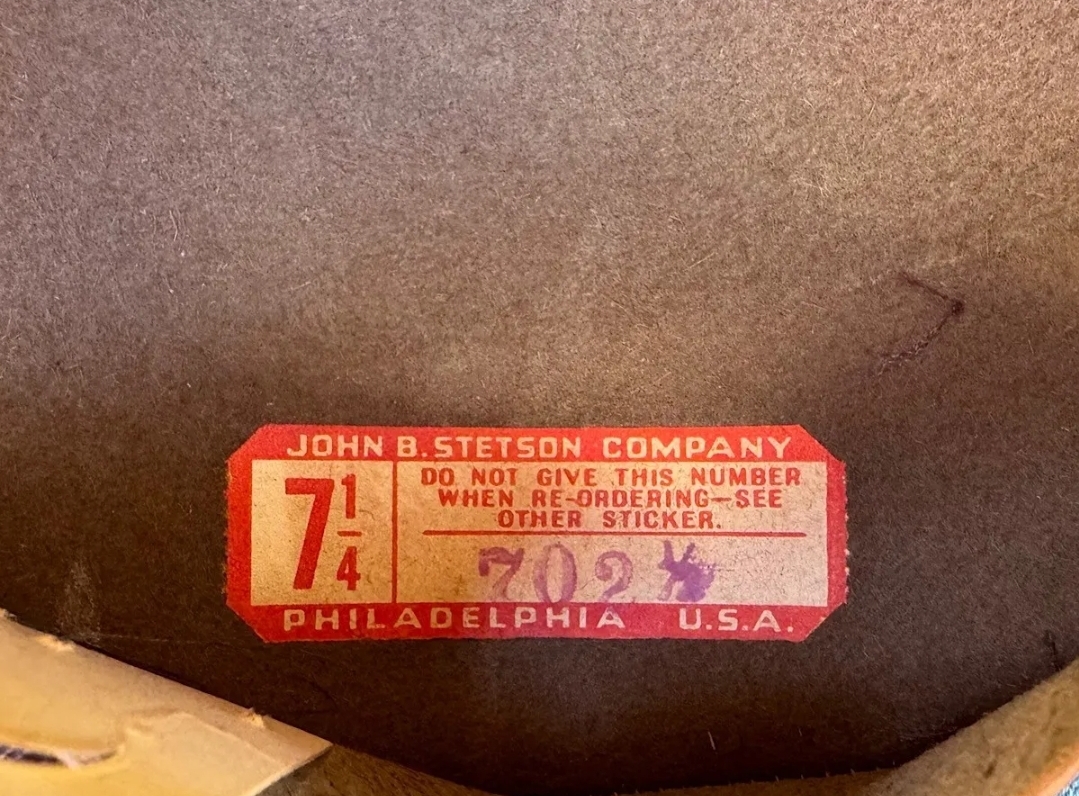 JOHN B. STETSON COMPANY
7 1/4
DO NOT GIVE THIS NUMBER
WHEN RE-ORDERING—SEE
OTHER STICKER.
702
PHILADELPHIA U.S.A.